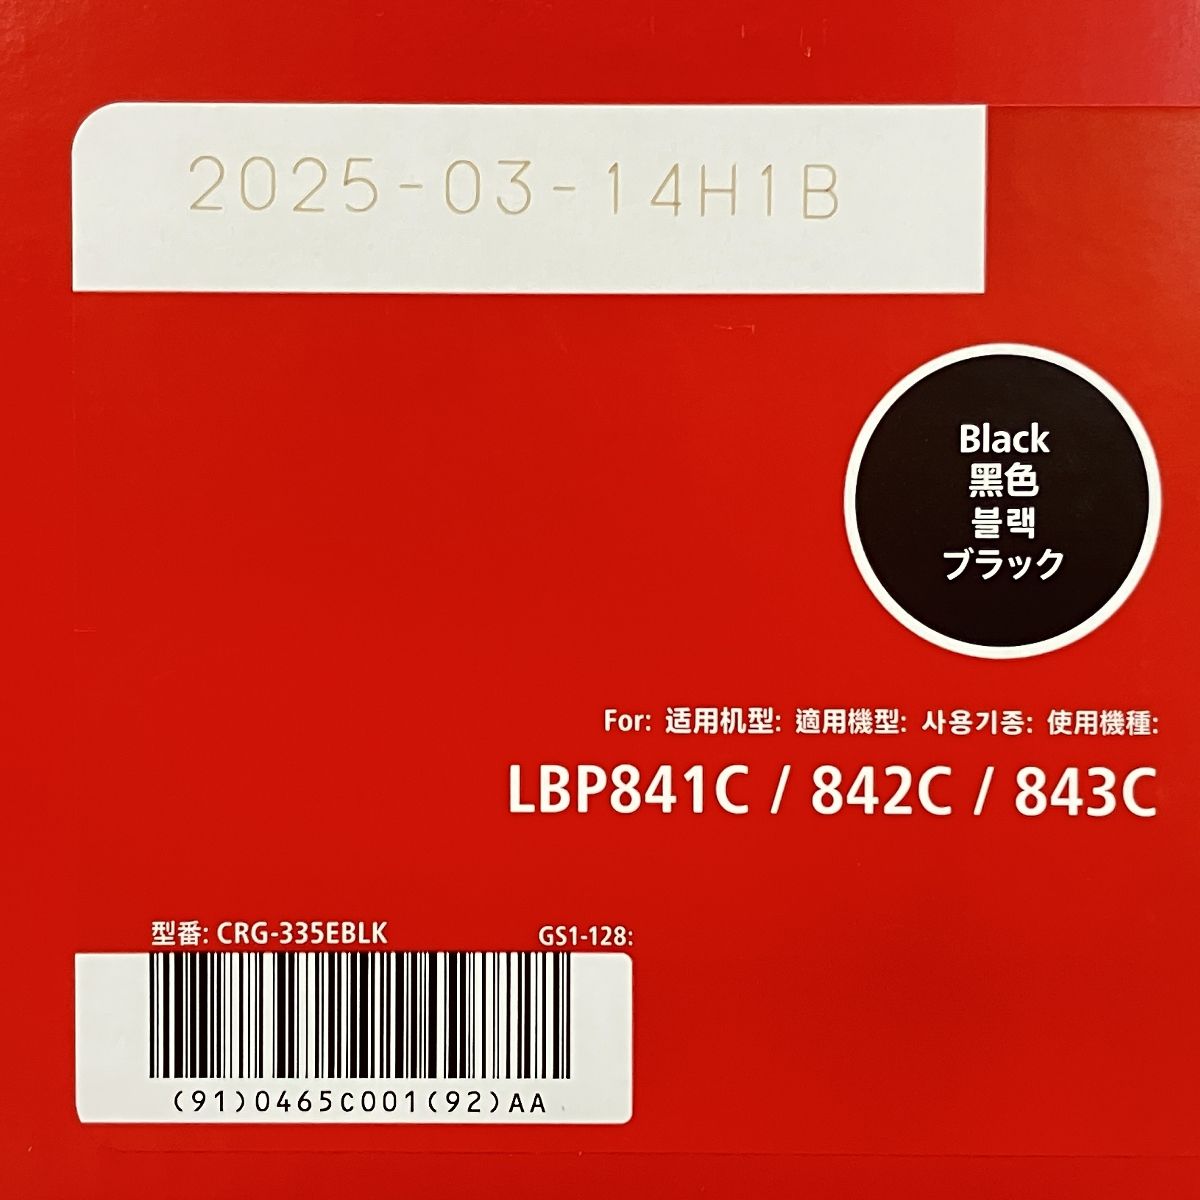 2025-03-14H1B
Black
黑色
블랙
ブラック
For: 适用机型: 適用機型: 사용기종: 使用機種:
LBP841C / 842C / 843C
型番: CRG-335EBLK GS1-128:
(91)0465C001(92)AA